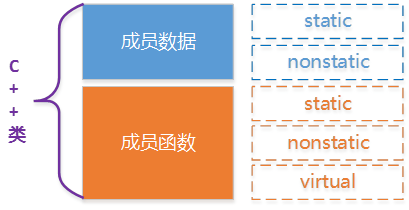 C++类
成员数据
static
nonstatic
成员函数
static
nonstatic
virtual